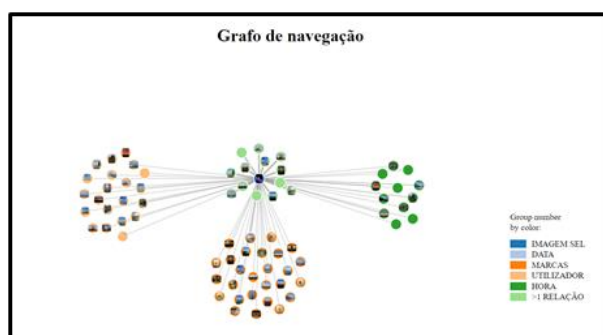 Grafo de navegação
Group number
by color:
IMAGEM SEL
DATA
MARCAS
UTILIZADOR
HORA
>1 RELAÇÃO